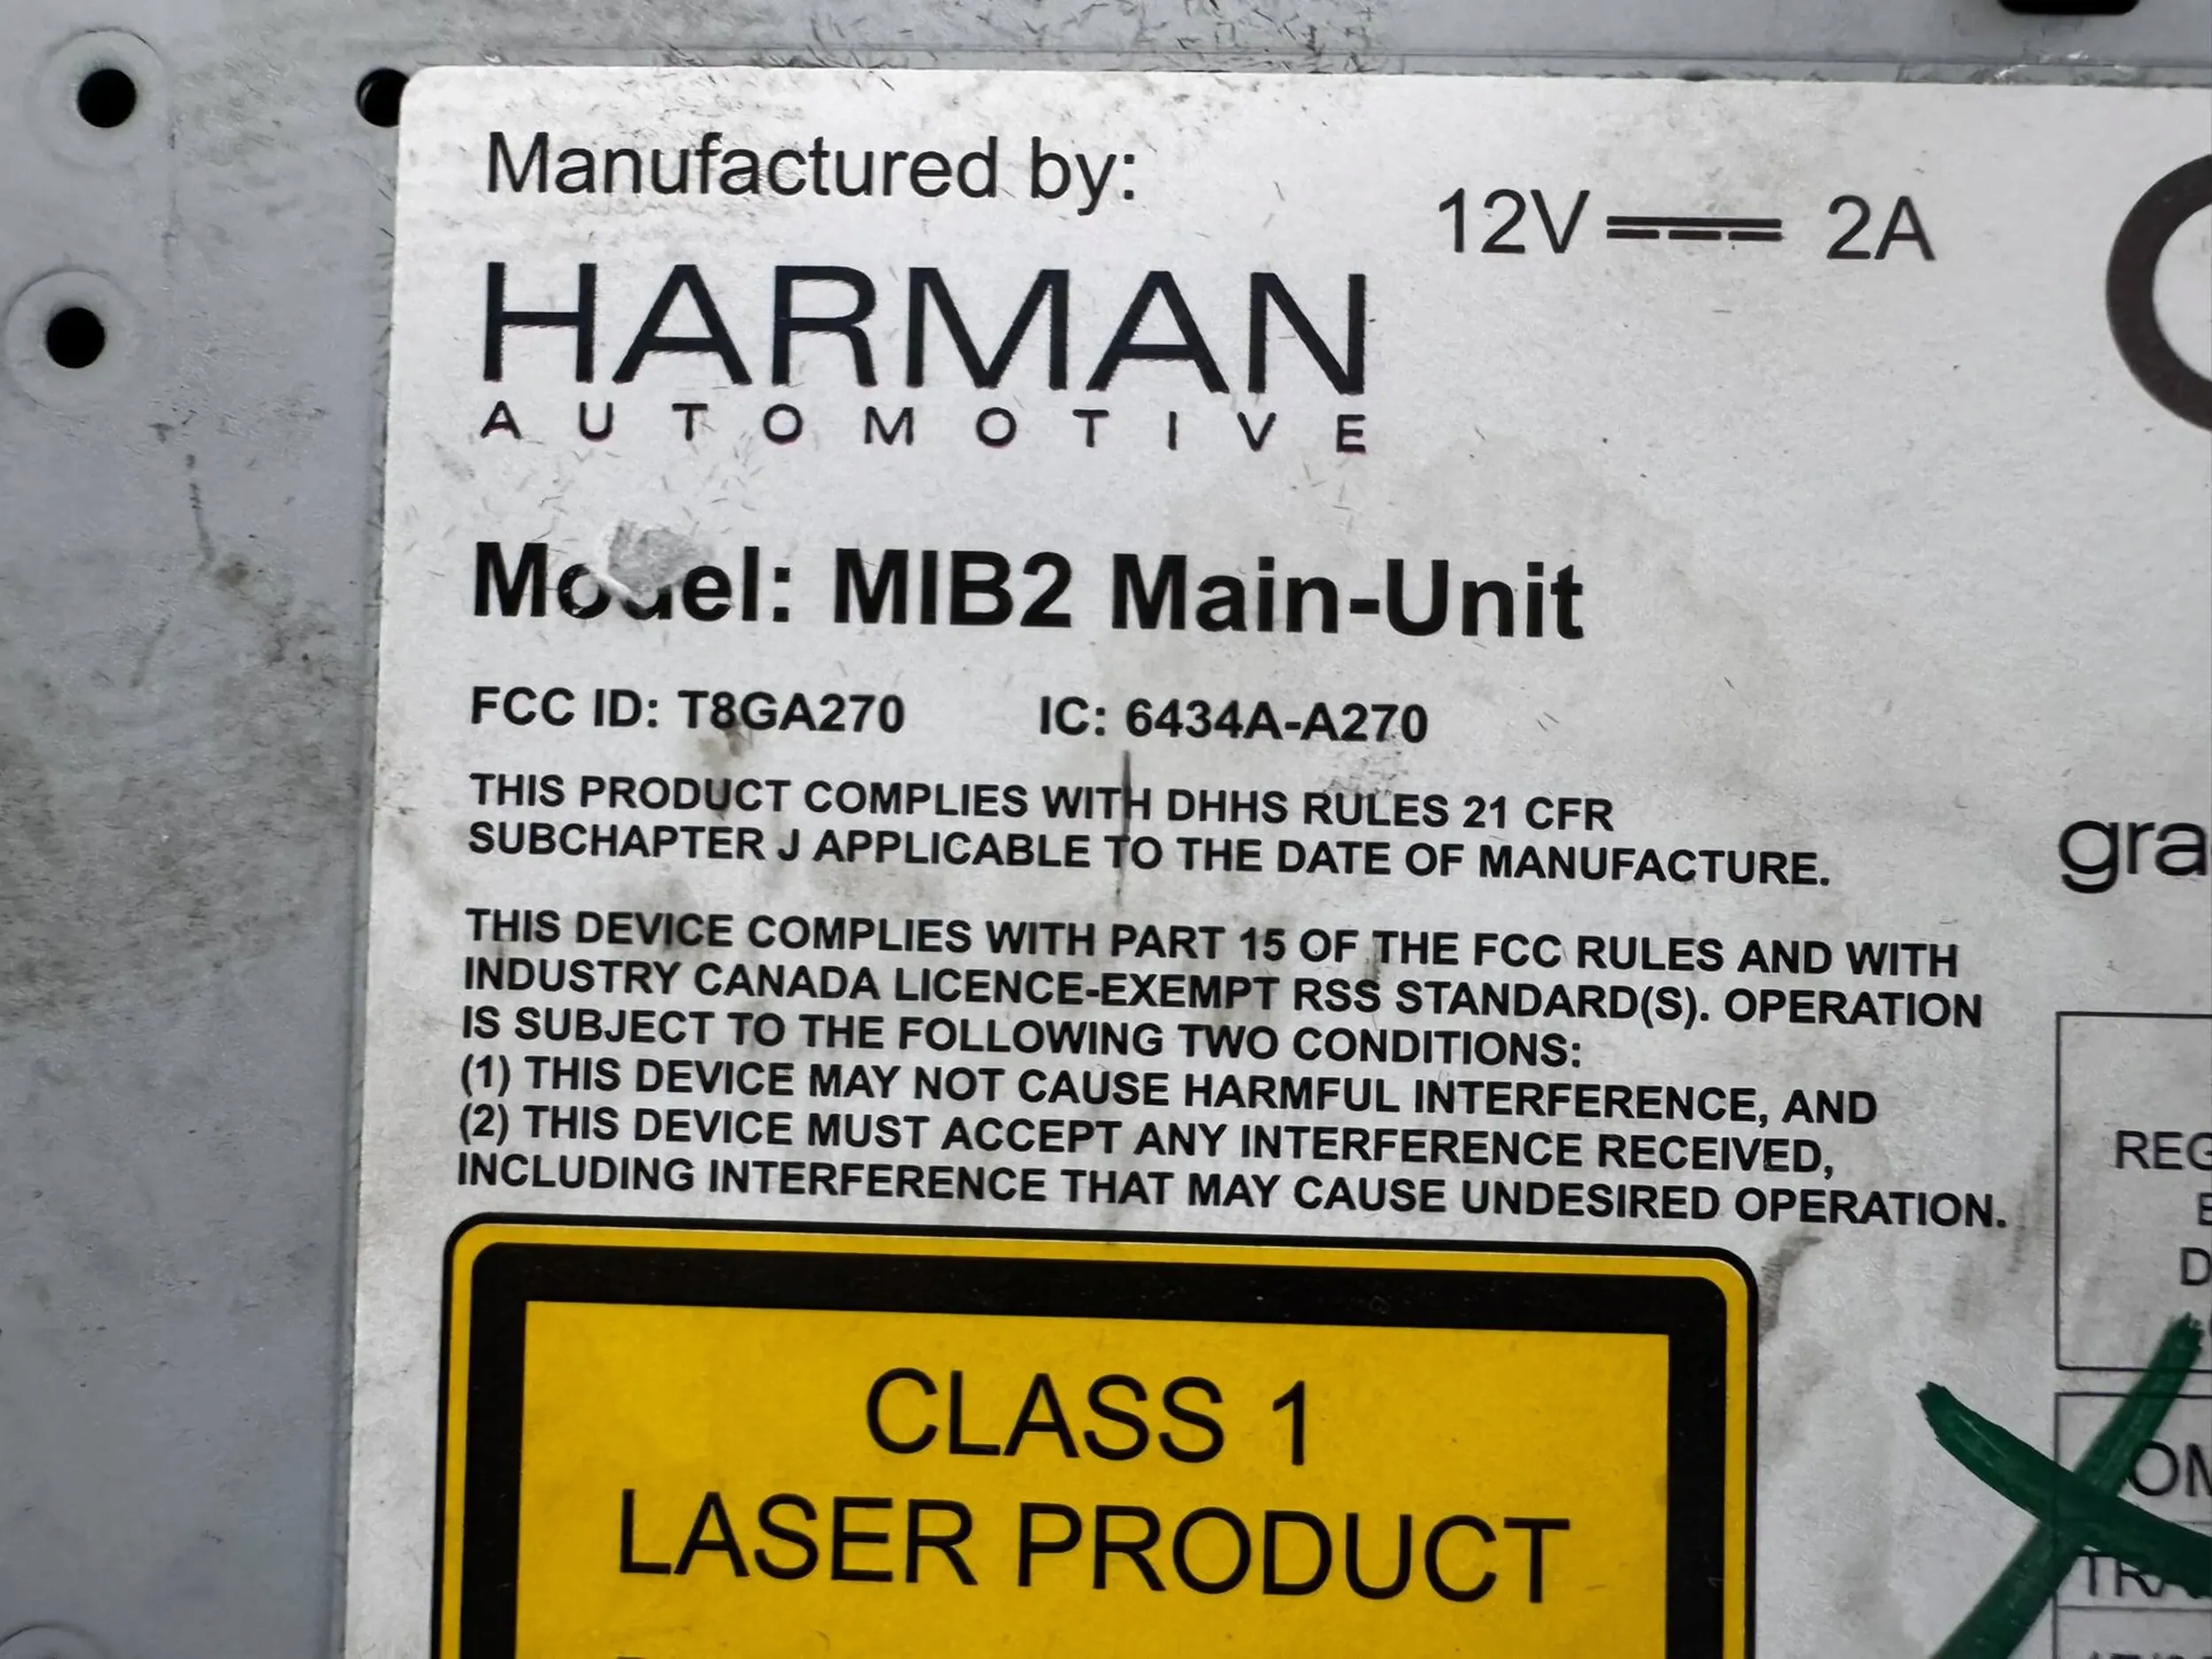 Manufactured by:
12V 2A
HARMAN
AUTOMOTIVE
Model: MIB2 Main-Unit
FCC ID: T8GA270 IC: 6434A-A270
THIS PRODUCT COMPLIES WITH DHHS RULES 21 CFR
SUBCHAPTER J APPLICABLE TO THE DATE OF MANUFACTURE.
THIS DEVICE COMPLIES WITH PART 15 OF THE FCC RULES AND WITH
INDUSTRY CANADA LICENCE-EXEMPT RSS STANDARD(S). OPERATION
IS SUBJECT TO THE FOLLOWING TWO CONDITIONS:
(1) THIS DEVICE MAY NOT CAUSE HARMFUL INTERFERENCE, AND
(2) THIS DEVICE MUST ACCEPT ANY INTERFERENCE RECEIVED,
INCLUDING INTERFERENCE THAT MAY CAUSE UNDESIRED OPERATION.
CLASS 1
LASER PRODUCT
gra
REG